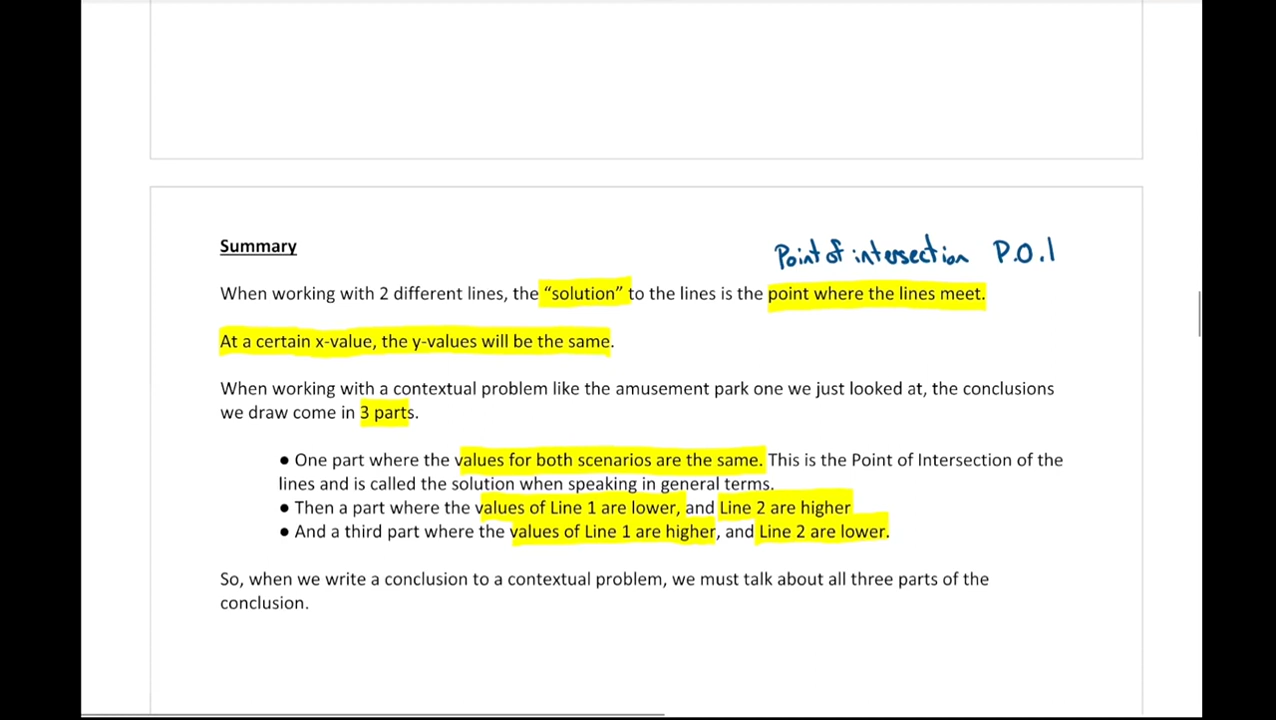 Summary
Point of intersection P.O.I
When working with 2 different lines, the “solution” to the lines is the point where the lines meet.
At a certain x-value, the y-values will be the same.
When working with a contextual problem like the amusement park one we just looked at, the conclusions
we draw come in 3 parts.
● One part where the values for both scenarios are the same. This is the Point of Intersection of the
lines and is called the solution when speaking in general terms.
● Then a part where the values of Line 1 are lower, and Line 2 are higher
● And a third part where the values of Line 1 are higher, and Line 2 are lower.
So, when we write a conclusion to a contextual problem, we must talk about all three parts of the
conclusion.